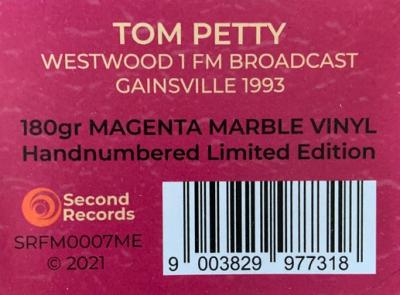 TOM PETTY
WESTWOOD 1 FM BROADCAST
GAINSVILLE 1993
180gr MAGENTA MARBLE VINYL
Handnumbered Limited Edition
Second
Records
SRFM0007ME
© 2021
9 003829 977318